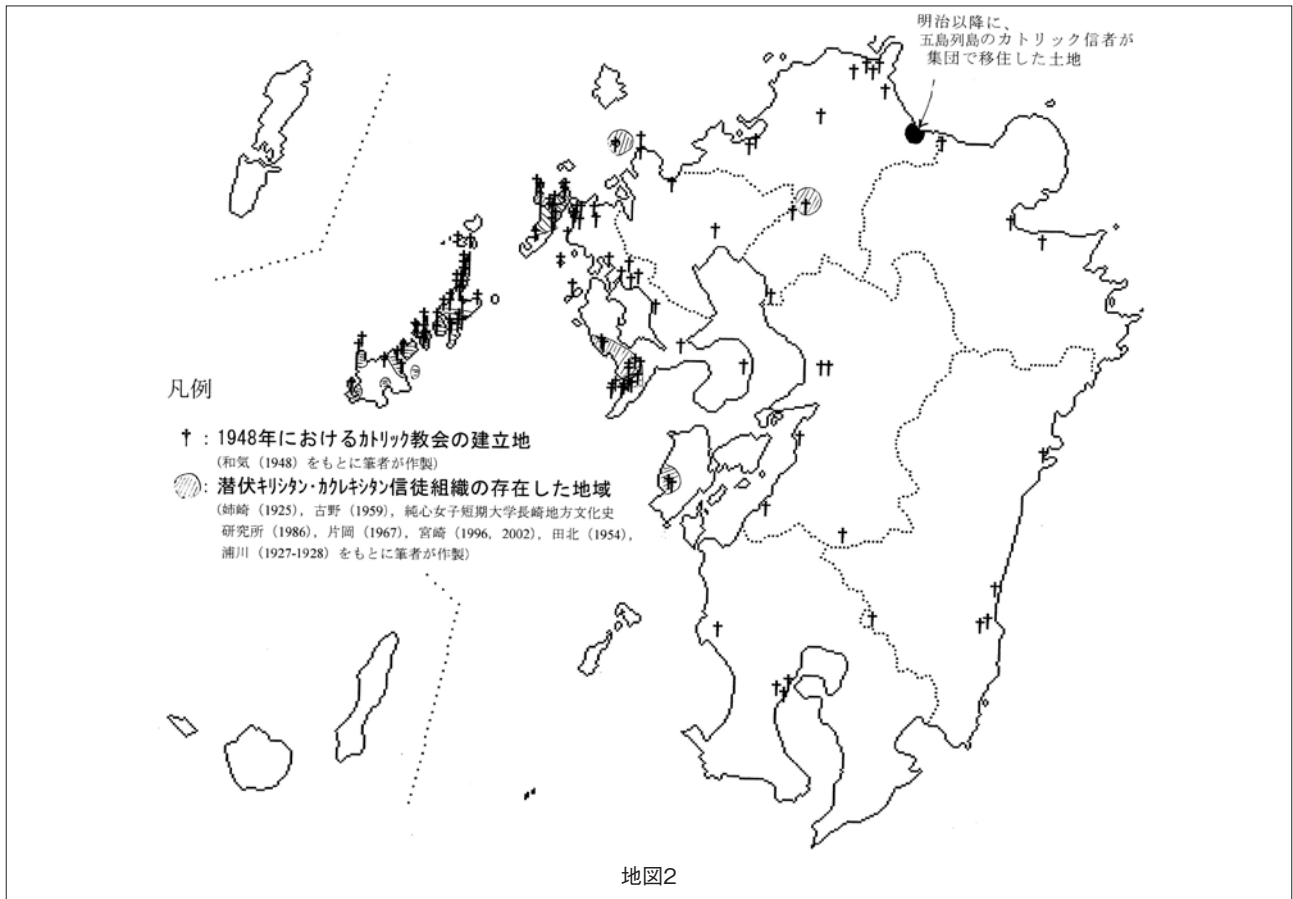 明治以降に、
五島列島のカトリック信者が
集団で移住した土地
凡例
† : 1948年におけるカトリック教会の建立地
(和気（1948）をもとに筆者が作製)
: 潜伏キリシタン・カクレキシタン信徒組織の存在した地域
(姉崎（1925），古野（1959），純心女子短期大学長崎地方文化史
研究所（1986），片岡（1967），宮崎（1996，2002），田北（1954），
浦川（1927-1928）をもとに筆者が作製)
地図2